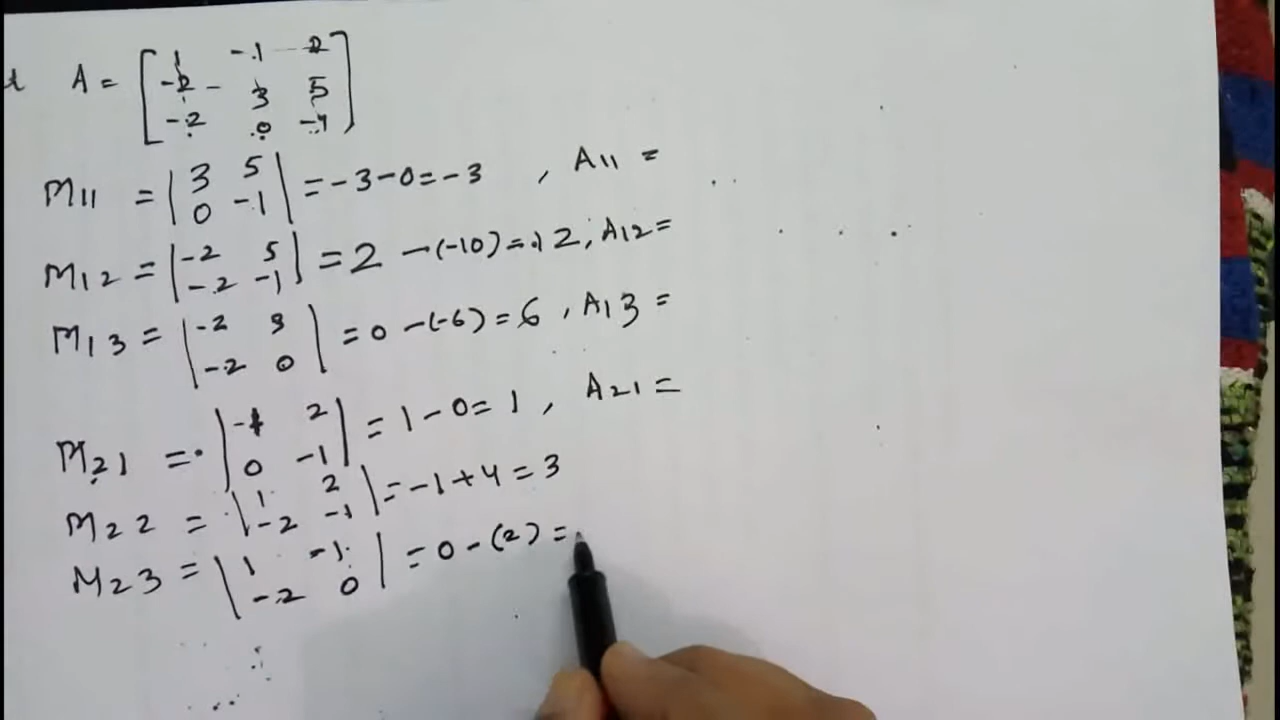 A = [ 1 -1 2
-2 3 5
-2 0 -1 ]
M11 = | 3 5 | = -3-0 = -3 , A11 =
| 0 -1 |
M12 = | -2 5 | = 2 -(-10) = 12, A12 =
| -2 -1 |
M13 = | -2 3 | = 0 -(-6) = 6 , A13 =
| -2 0 |
M21 = | -1 2 | = 1 - 0 = 1 , A21 =
| 0 -1 |
M22 = | 1 2 | = -1 + 4 = 3
| -2 -1 |
M23 = | 1 -1 | = 0 - (2) =
| -2 0 |